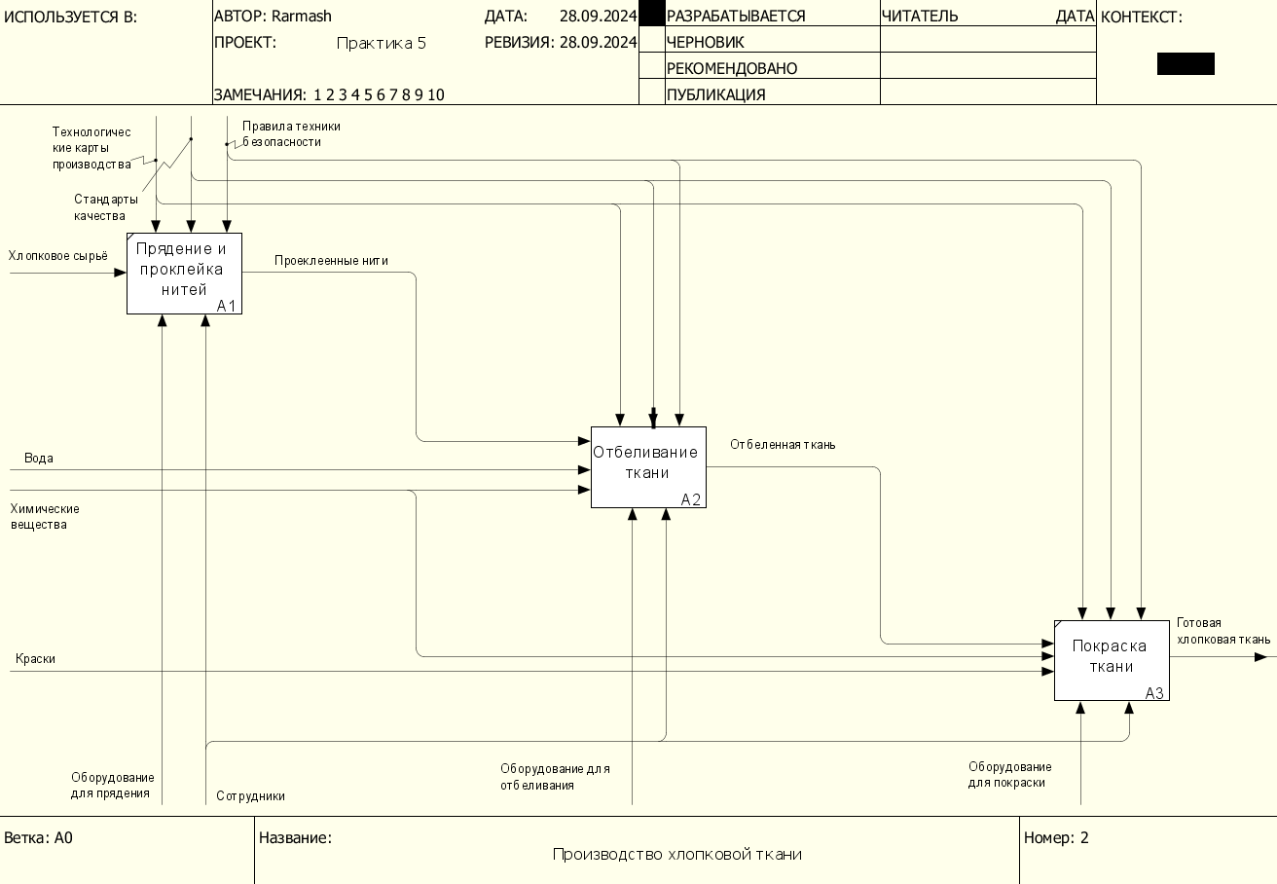 ИСПОЛЬЗУЕТСЯ В:
АВТОР: Rarmash
ДАТА: 28.09.2024
РАЗРАБАТЫВАЕТСЯ
ЧИТАТЕЛЬ
ДАТА
КОНТЕКСТ:
ПРОЕКТ: Практика 5
РЕВИЗИЯ: 28.09.2024
ЧЕРНОВИК
РЕКОМЕНДОВАНО
ЗАМЕЧАНИЯ: 1 2 3 4 5 6 7 8 9 10
ПУБЛИКАЦИЯ
Технологичес
кие карты
производства
Правила техники
безопасности
Стандарты
качества
Хлопковое сырьё
Прядение и
проклейка
нитей
A1
Проеклеенные нити
Вода
Химические
вещества
Отбеливание
ткани
A2
Отбеленная ткань
Краски
Покраска
ткани
A3
Готовая
хлопковая ткань
Оборудование
для прядения
Сотрудники
Оборудование для
отбеливания
Оборудование
для покраски
Ветка: A0
Название:
Производство хлопковой ткани
Номер: 2